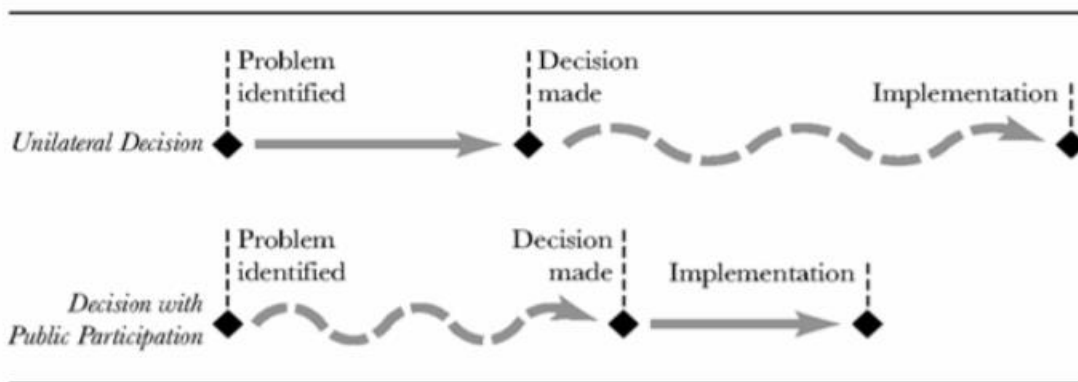 Problem
identified
Decision
made
Implementation
Unilateral Decision
Problem
identified
Decision
made
Implementation
Decision with
Public Participation